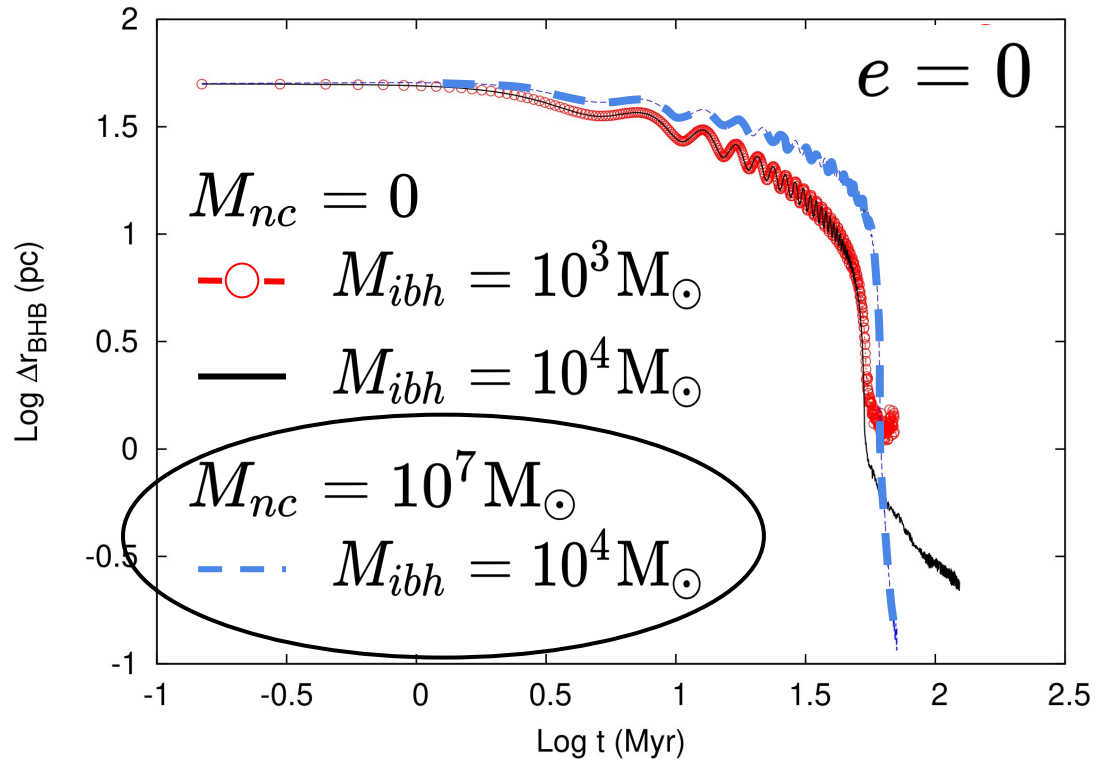 2
1.5
1
0.5
0
-0.5
-1
-1
-0.5
0
0.5
1
1.5
2
2.5
Log Δr_BHB (pc)
Log t (Myr)
e = 0
M_nc = 0
M_ibh = 10^3 M_⊙
M_ibh = 10^4 M_⊙
M_nc = 10^7 M_⊙
M_ibh = 10^4 M_⊙